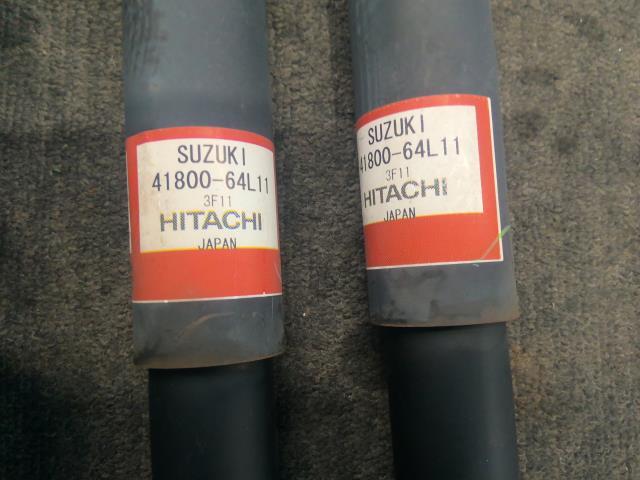 SUZUKI
41800-64L11
3F11
HITACHI
JAPAN
SUZUKI
41800-64L11
3F11
HITACHI
JAPAN